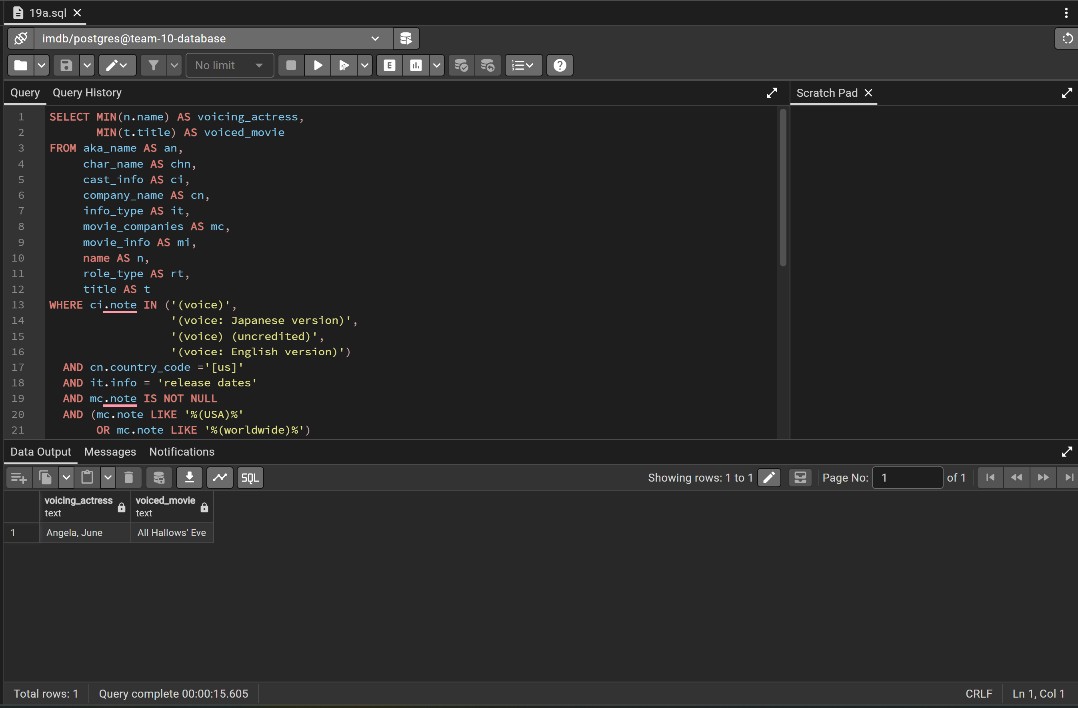 19a.sql
imdb/postgres@team-10-database
No limit
E
Query Query History
Scratch Pad
1 SELECT MIN(n.name) AS voicing_actress,
2 MIN(t.title) AS voiced_movie
3 FROM aka_name AS an,
4 char_name AS chn,
5 cast_info AS ci,
6 company_name AS cn,
7 info_type AS it,
8 movie_companies AS mc,
9 movie_info AS mi,
10 name AS n,
11 role_type AS rt,
12 title AS t
13 WHERE ci.note IN ('(voice)',
14 '(voice: Japanese version)',
15 '(voice) (uncredited)',
16 '(voice: English version)')
17 AND cn.country_code ='[us]'
18 AND it.info = 'release dates'
19 AND mc.note IS NOT NULL
20 AND (mc.note LIKE '%(USA)%'
21 OR mc.note LIKE '%(worldwide)%')
Data Output Messages Notifications
SQL Showing rows: 1 to 1 Page No: 1 of 1
voicing_actress voiced_movie
text text
1 Angela, June All Hallows' Eve
Total rows: 1 Query complete 00:00:15.605 CRLF Ln 1, Col 1